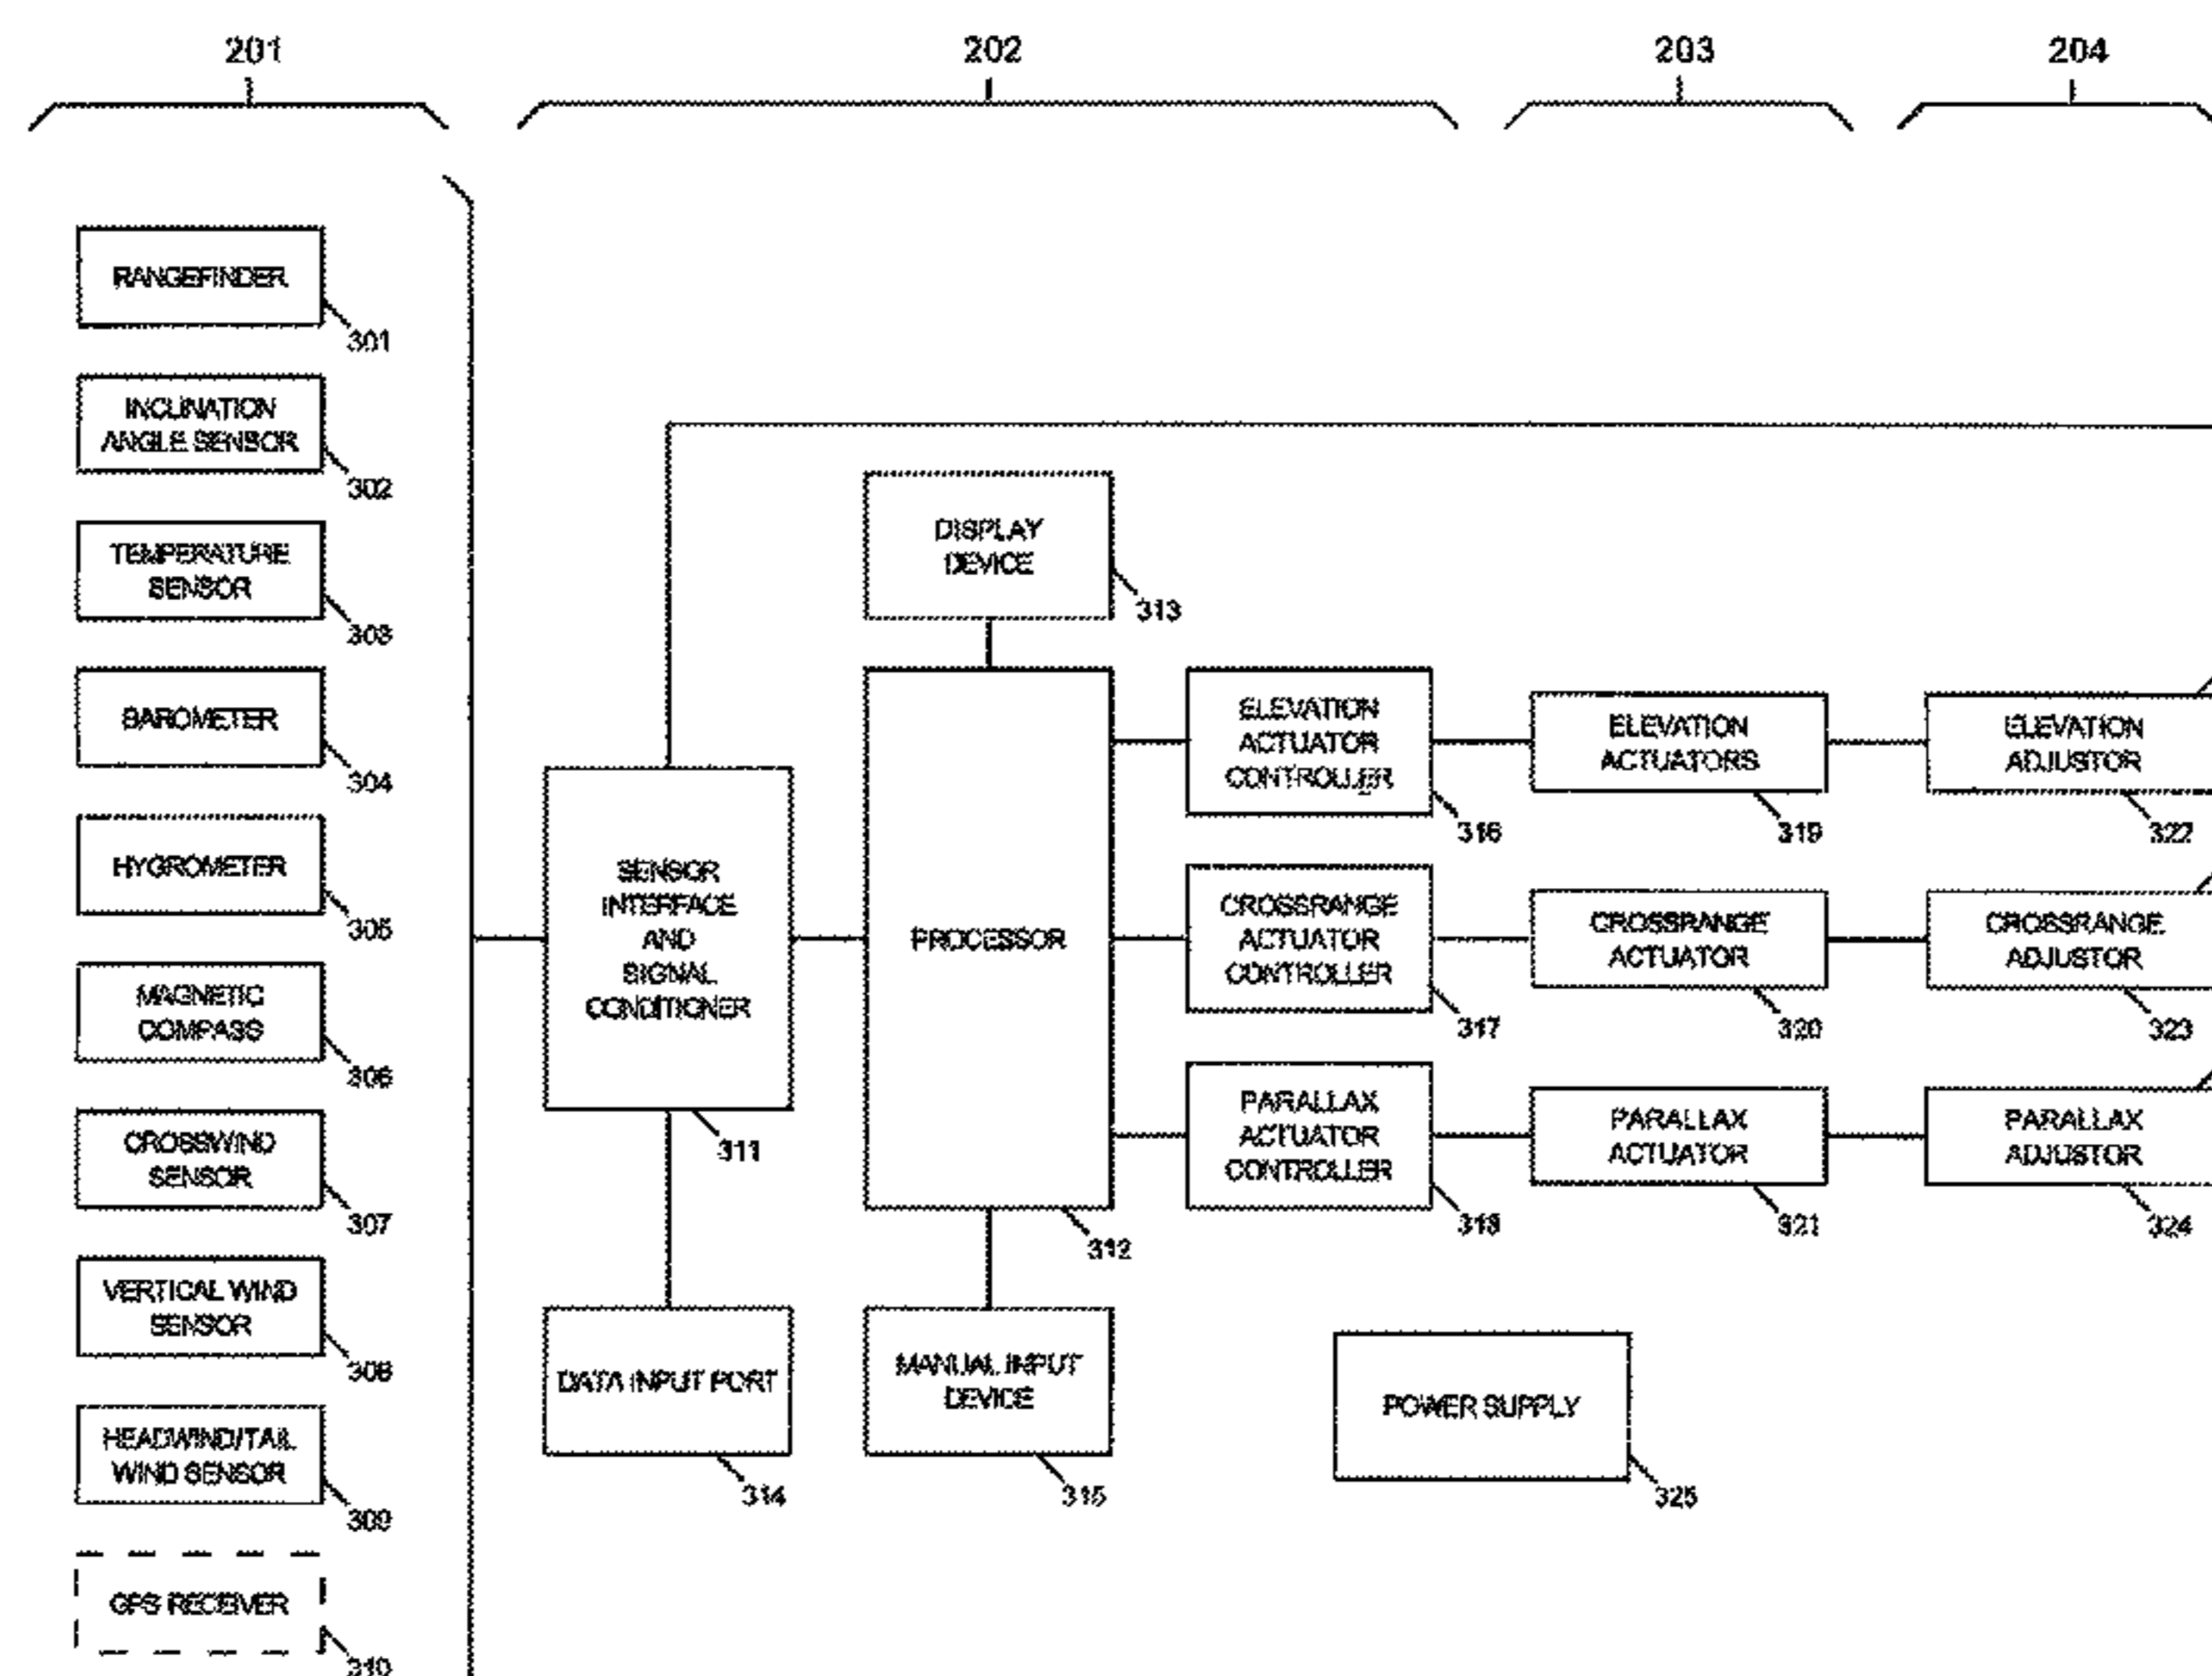 201
202
203
204
RANGEFINDER
301
INCLINATION
ANGLE SENSOR
302
TEMPERATURE
SENSOR
303
BAROMETER
304
HYGROMETER
305
MAGNETIC
COMPASS
306
CROSSWIND
SENSOR
307
VERTICAL WIND
SENSOR
308
HEADWIND/TAIL
WIND SENSOR
309
GPS RECEIVER
310
SENSOR
INTERFACE
AND
SIGNAL
CONDITIONER
311
DATA INPUT PORT
314
DISPLAY
DEVICE
313
PROCESSOR
312
MANUAL INPUT
DEVICE
315
ELEVATION
ACTUATOR
CONTROLLER
316
CROSSRANGE
ACTUATOR
CONTROLLER
317
PARALLAX
ACTUATOR
CONTROLLER
318
ELEVATION
ACTUATORS
319
CROSSRANGE
ACTUATOR
320
PARALLAX
ACTUATOR
321
ELEVATION
ADJUSTOR
322
CROSSRANGE
ADJUSTOR
323
PARALLAX
ADJUSTOR
324
POWER SUPPLY
325